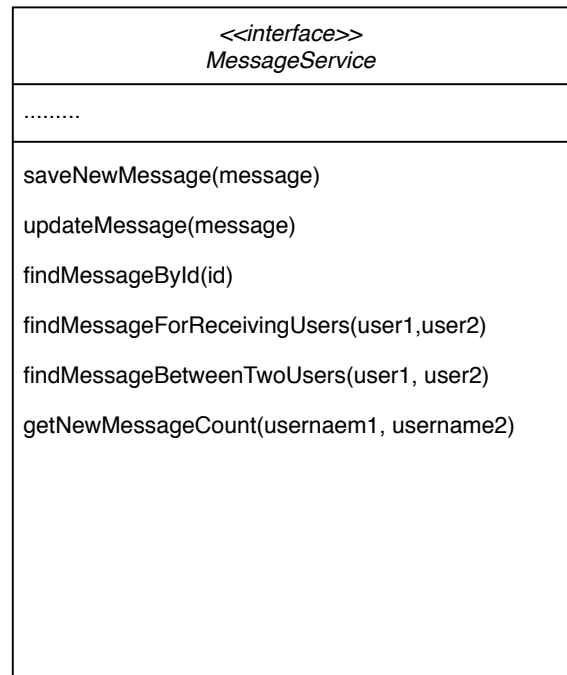 <<interface>>
MessageService
.........
saveNewMessage(message)
updateMessage(message)
findMessageById(id)
findMessageForReceivingUsers(user1,user2)
findMessageBetweenTwoUsers(user1, user2)
getNewMessageCount(usernaem1, username2)